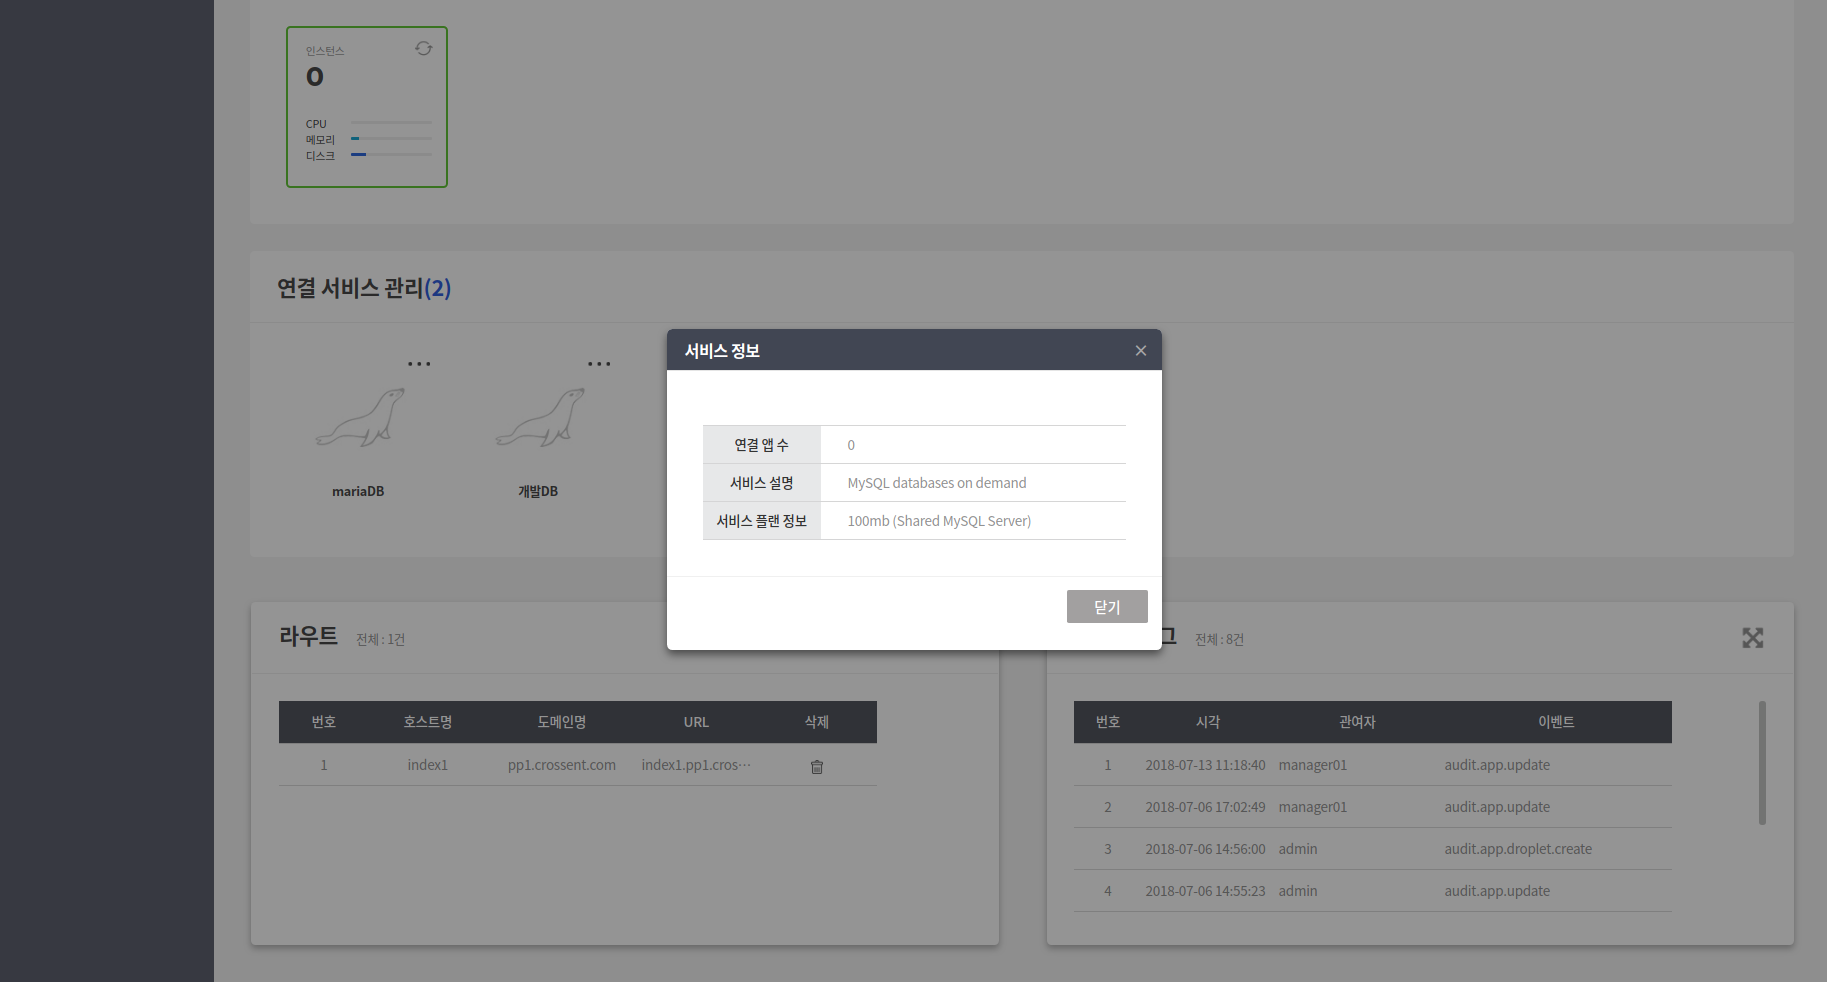 인스턴스
0
CPU
메모리
디스크
연결 서비스 관리(2)
mariaDB
개발DB
서비스 정보
연결 앱 수 0
서비스 설명 MySQL databases on demand
서비스 플랜 정보 100mb (Shared MySQL Server)
닫기
라우트 전체 : 1건
번호 호스트명 도메인명 URL 삭제
1 index1 pp1.crossent.com index1.pp1.cros…
그 전체 : 8건
번호 시각 관여자 이벤트
1 2018-07-13 11:18:40 manager01 audit.app.update
2 2018-07-06 17:02:49 manager01 audit.app.update
3 2018-07-06 14:56:00 admin audit.app.droplet.create
4 2018-07-06 14:55:23 admin audit.app.update